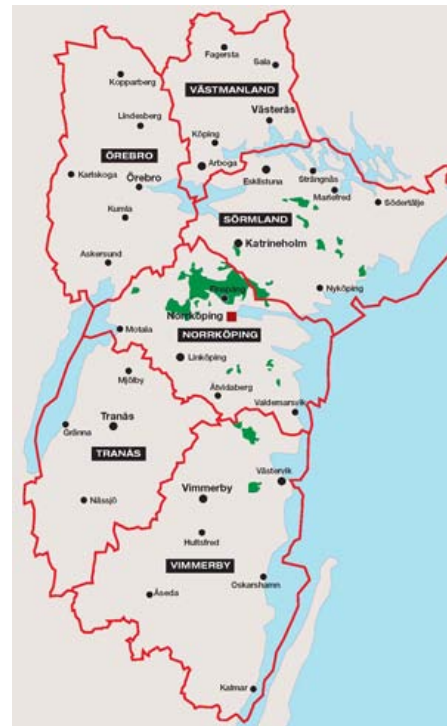 Fagersta
Sala
Kopparberg
VÄSTMANLAND
Västerås
Lindesberg
Köping
ÖREBRO
Arboga
Eskilstuna
Strängnäs
Karlskoga
Örebro
Mariefred
Södertälje
Kumla
SÖRMLAND
Katrineholm
Askersund
Nyköping
Finspång
Norrköping
Motala
NORRKÖPING
Linköping
Mjölby
Åtvidaberg
Valdemarsvik
Tranås
Gränna
TRANÅS
Västervik
Nässjö
Vimmerby
Hultsfred
VIMMERBY
Oskarshamn
Åseda
Kalmar